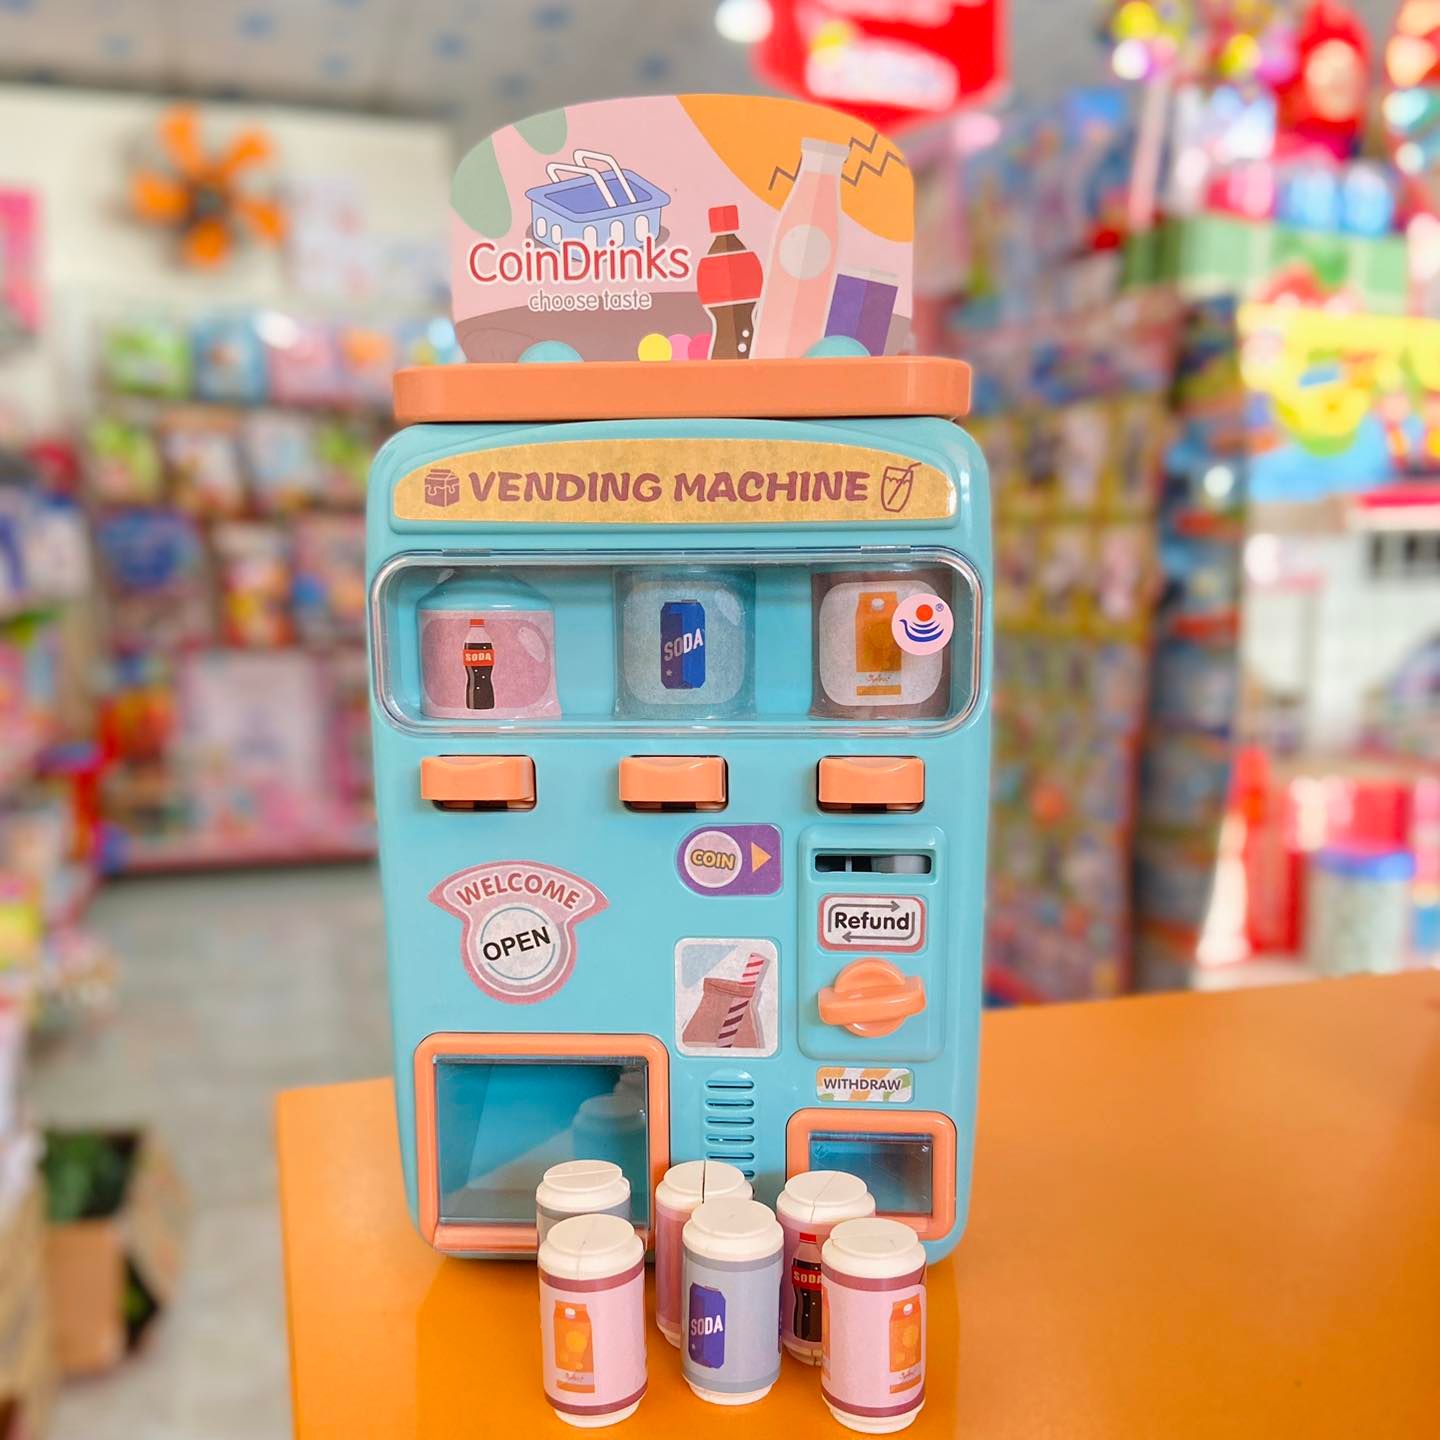 CoinDrinks
choose taste
VENDING MACHINE
SODA
SODA
COIN
WELCOME
OPEN
Refund
WITHDRAW
SODA
SODA